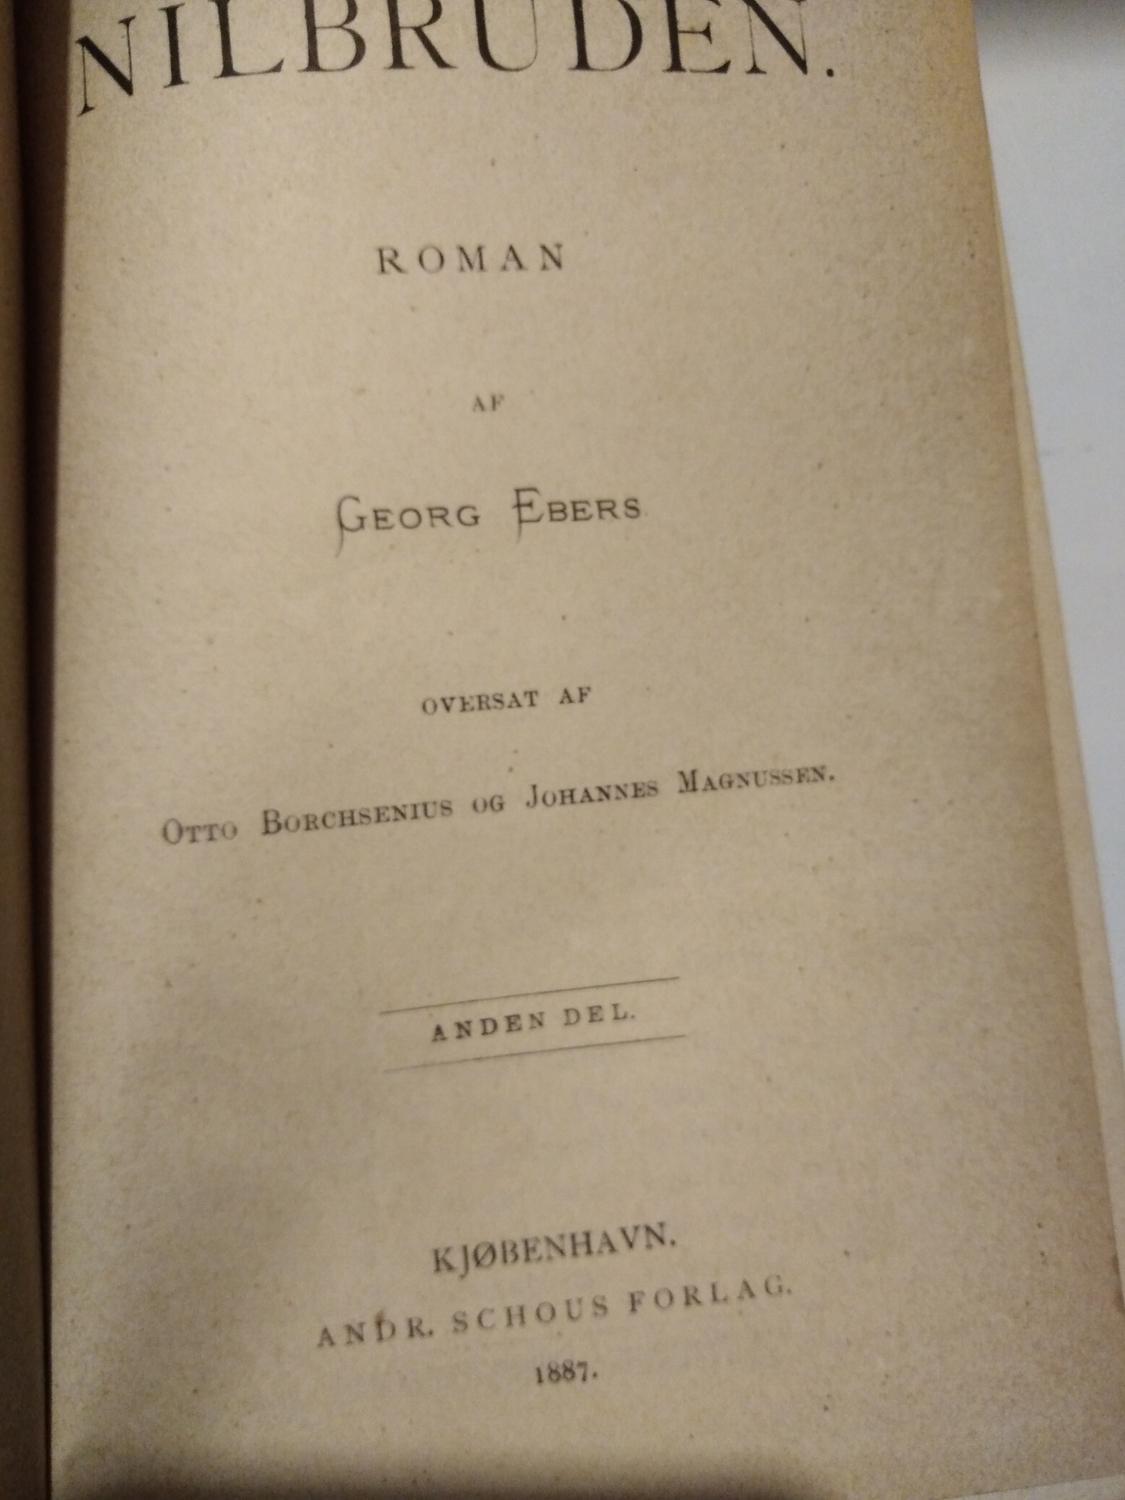 NILBRUDEN.
ROMAN
AF
GEORG EBERS
OVERSAT AF
OTTO BORCHSENIUS OG JOHANNES MAGNUSSEN.
ANDEN DEL.
KJØBENHAVN.
ANDR. SCHOUS FORLAG.
1887.